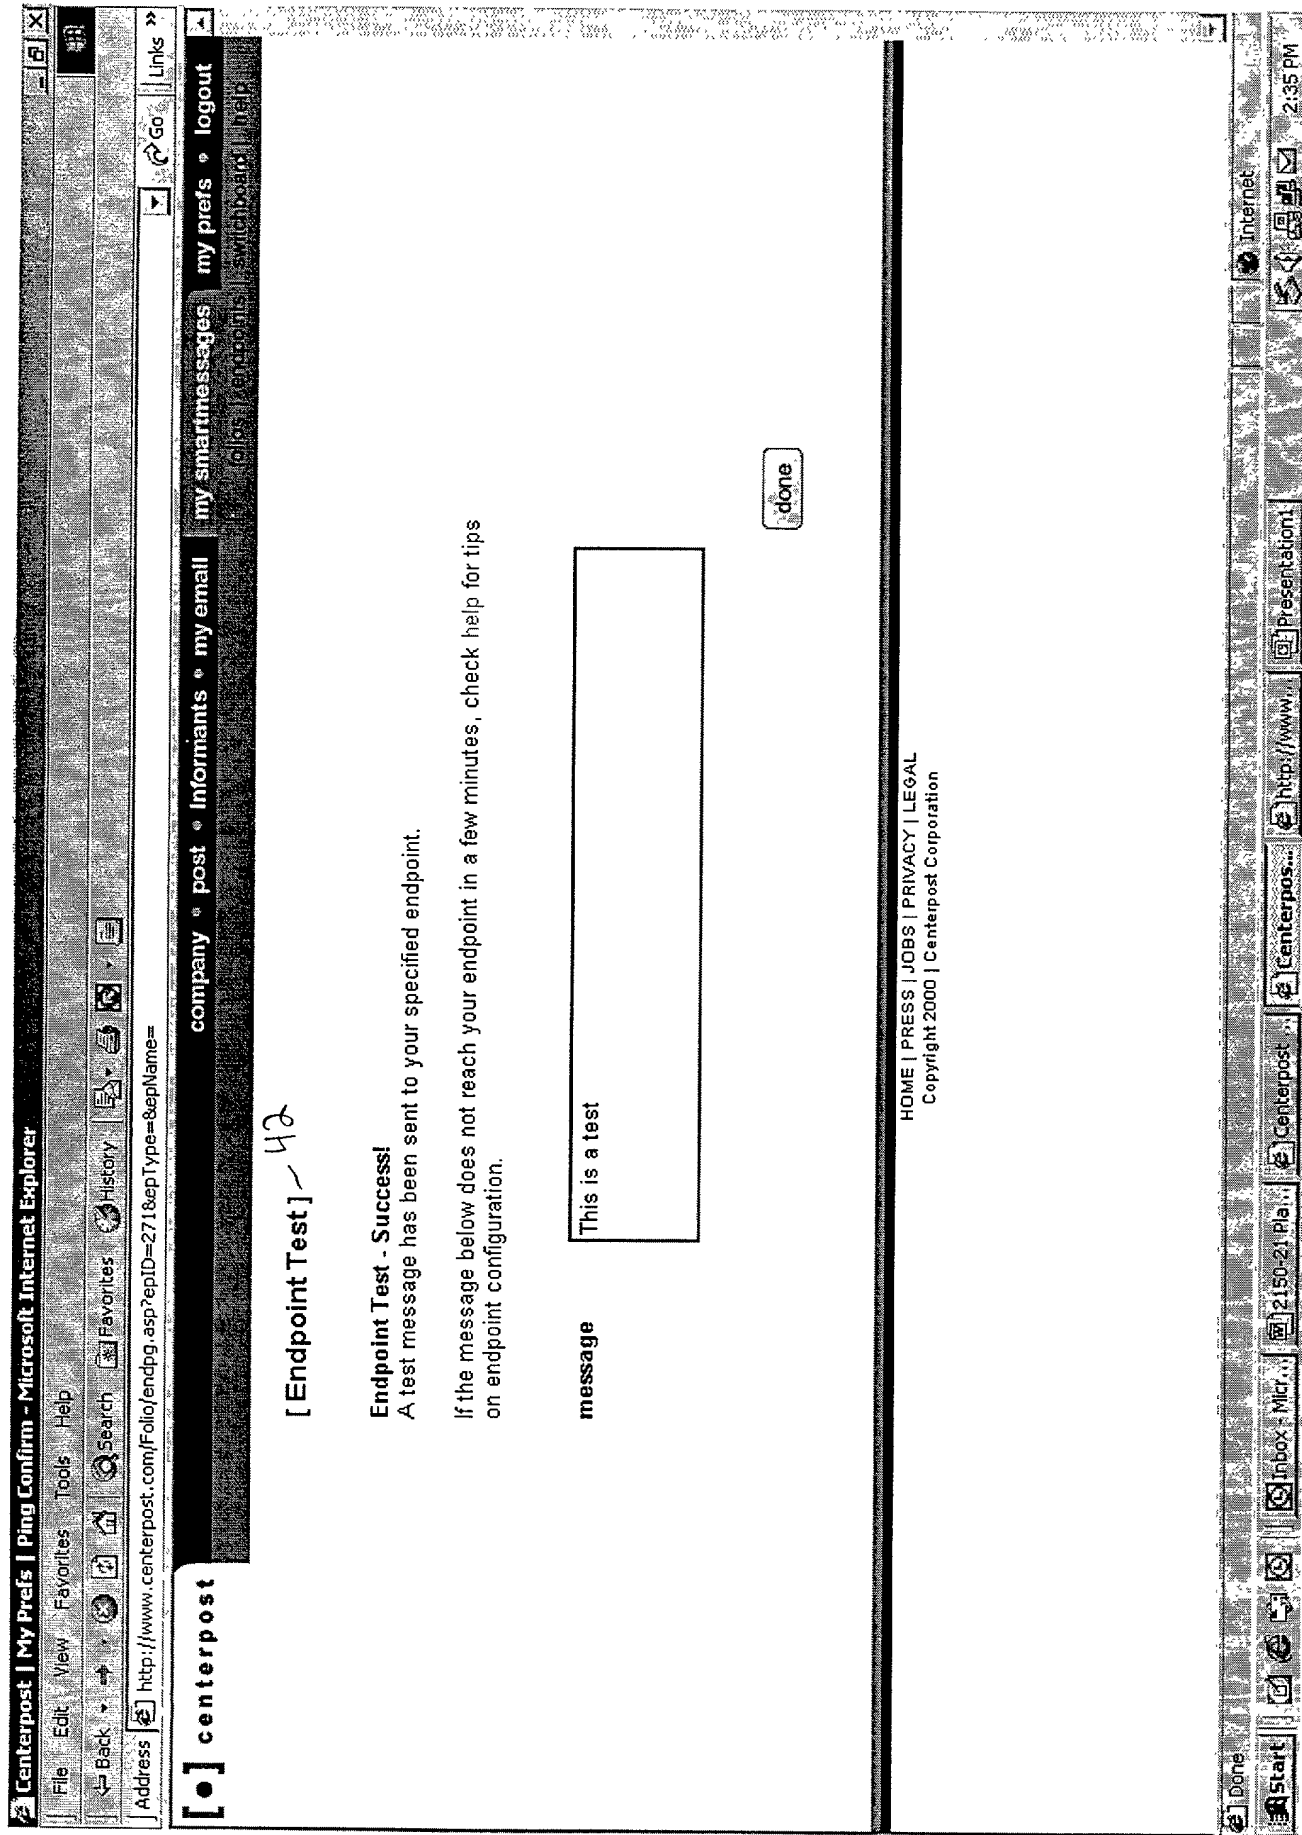 Centerpost | My Prefs | Ping Confirm - Microsoft Internet Explorer
File Edit View Favorites Tools Help
Back Search Favorites History
Address http://www.centerpost.com/Folio/endpg.asp?epID=271&epType=&epName= Go Links »
[•] centerpost company • post • Informants • my email my smartmessages my prefs • logout
folios | endpoints | switchboard | help
[Endpoint Test] 42
Endpoint Test - Success!
A test message has been sent to your specified endpoint.
If the message below does not reach your endpoint in a few minutes, check help for tips
on endpoint configuration.
message This is a test
done
HOME | PRESS | JOBS | PRIVACY | LEGAL
Copyright 2000 | Centerpost Corporation
Done Internet
Start Inbox - Micr... 2150-21 Plan... Centerpost ... Centerpos... http://www... Presentation1 2:35 PM